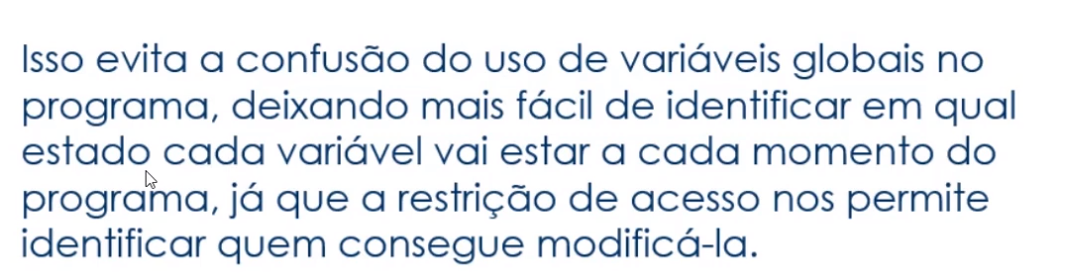 Isso evita a confusão do uso de variáveis globais no
programa, deixando mais fácil de identificar em qual
estado cada variável vai estar a cada momento do
programa, já que a restrição de acesso nos permite
identificar quem consegue modificá-la.